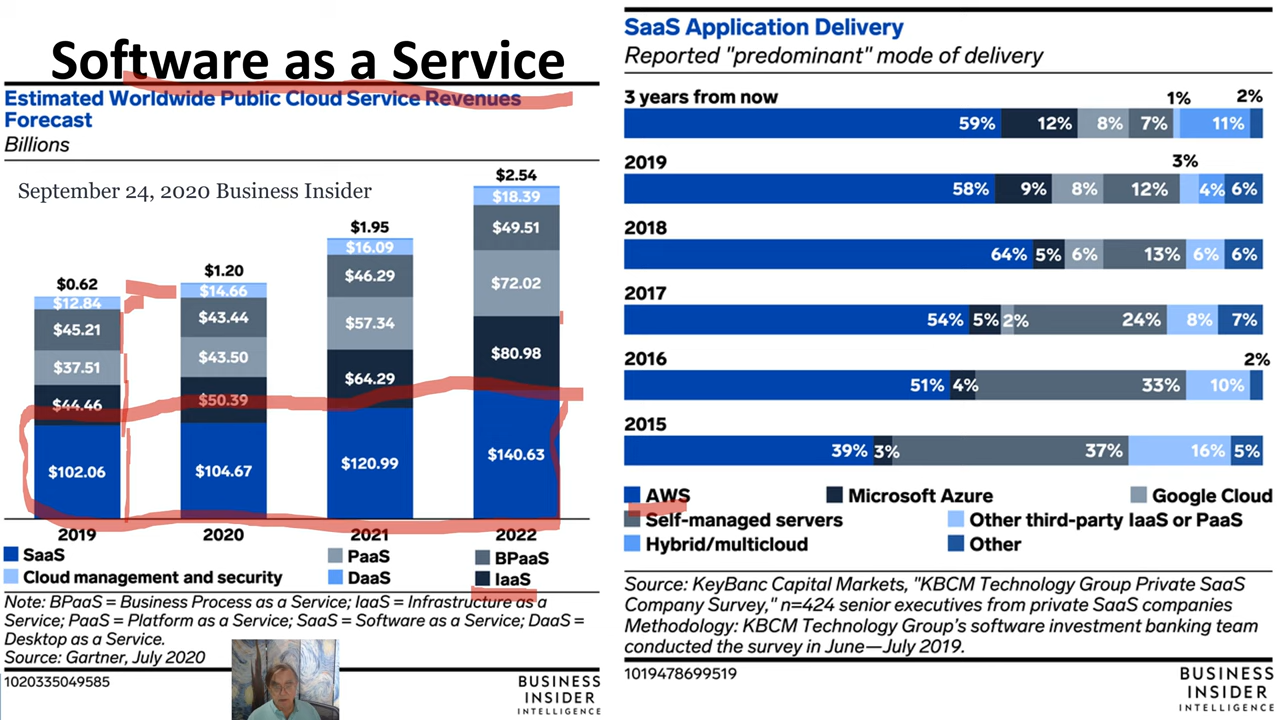 Software as a Service
Estimated Worldwide Public Cloud Service Revenues
Forecast
Billions
September 24, 2020 Business Insider
$0.62
$12.84
$45.21
$37.51
$44.46
$102.06
$1.20
$14.66
$43.44
$43.50
$50.39
$104.67
$1.95
$16.09
$46.29
$57.34
$64.29
$120.99
$2.54
$18.39
$49.51
$72.02
$80.98
$140.63
2019 2020 2021 2022
SaaS PaaS BPaaS
Cloud management and security DaaS IaaS
Note: BPaaS = Business Process as a Service; IaaS = Infrastructure as a
Service; PaaS = Platform as a Service; SaaS = Software as a Service; DaaS =
Desktop as a Service.
Source: Gartner, July 2020
1020335049585
BUSINESS
INSIDER
INTELLIGENCE
SaaS Application Delivery
Reported "predominant" mode of delivery
3 years from now
1% 2%
59% 12% 8% 7% 11%
2019
3%
58% 9% 8% 12% 4% 6%
2018
64% 5% 6% 13% 6% 6%
2017
54% 5% 2% 24% 8% 7%
2016
2%
51% 4% 33% 10%
2015
39% 3% 37% 16% 5%
AWS Microsoft Azure Google Cloud
Self-managed servers Other third-party IaaS or PaaS
Hybrid/multicloud Other
Source: KeyBanc Capital Markets, "KBCM Technology Group Private SaaS
Company Survey," n=424 senior executives from private SaaS companies
Methodology: KBCM Technology Group's software investment banking team
conducted the survey in June—July 2019.
1019478699519
BUSINESS
INSIDER
INTELLIGENCE